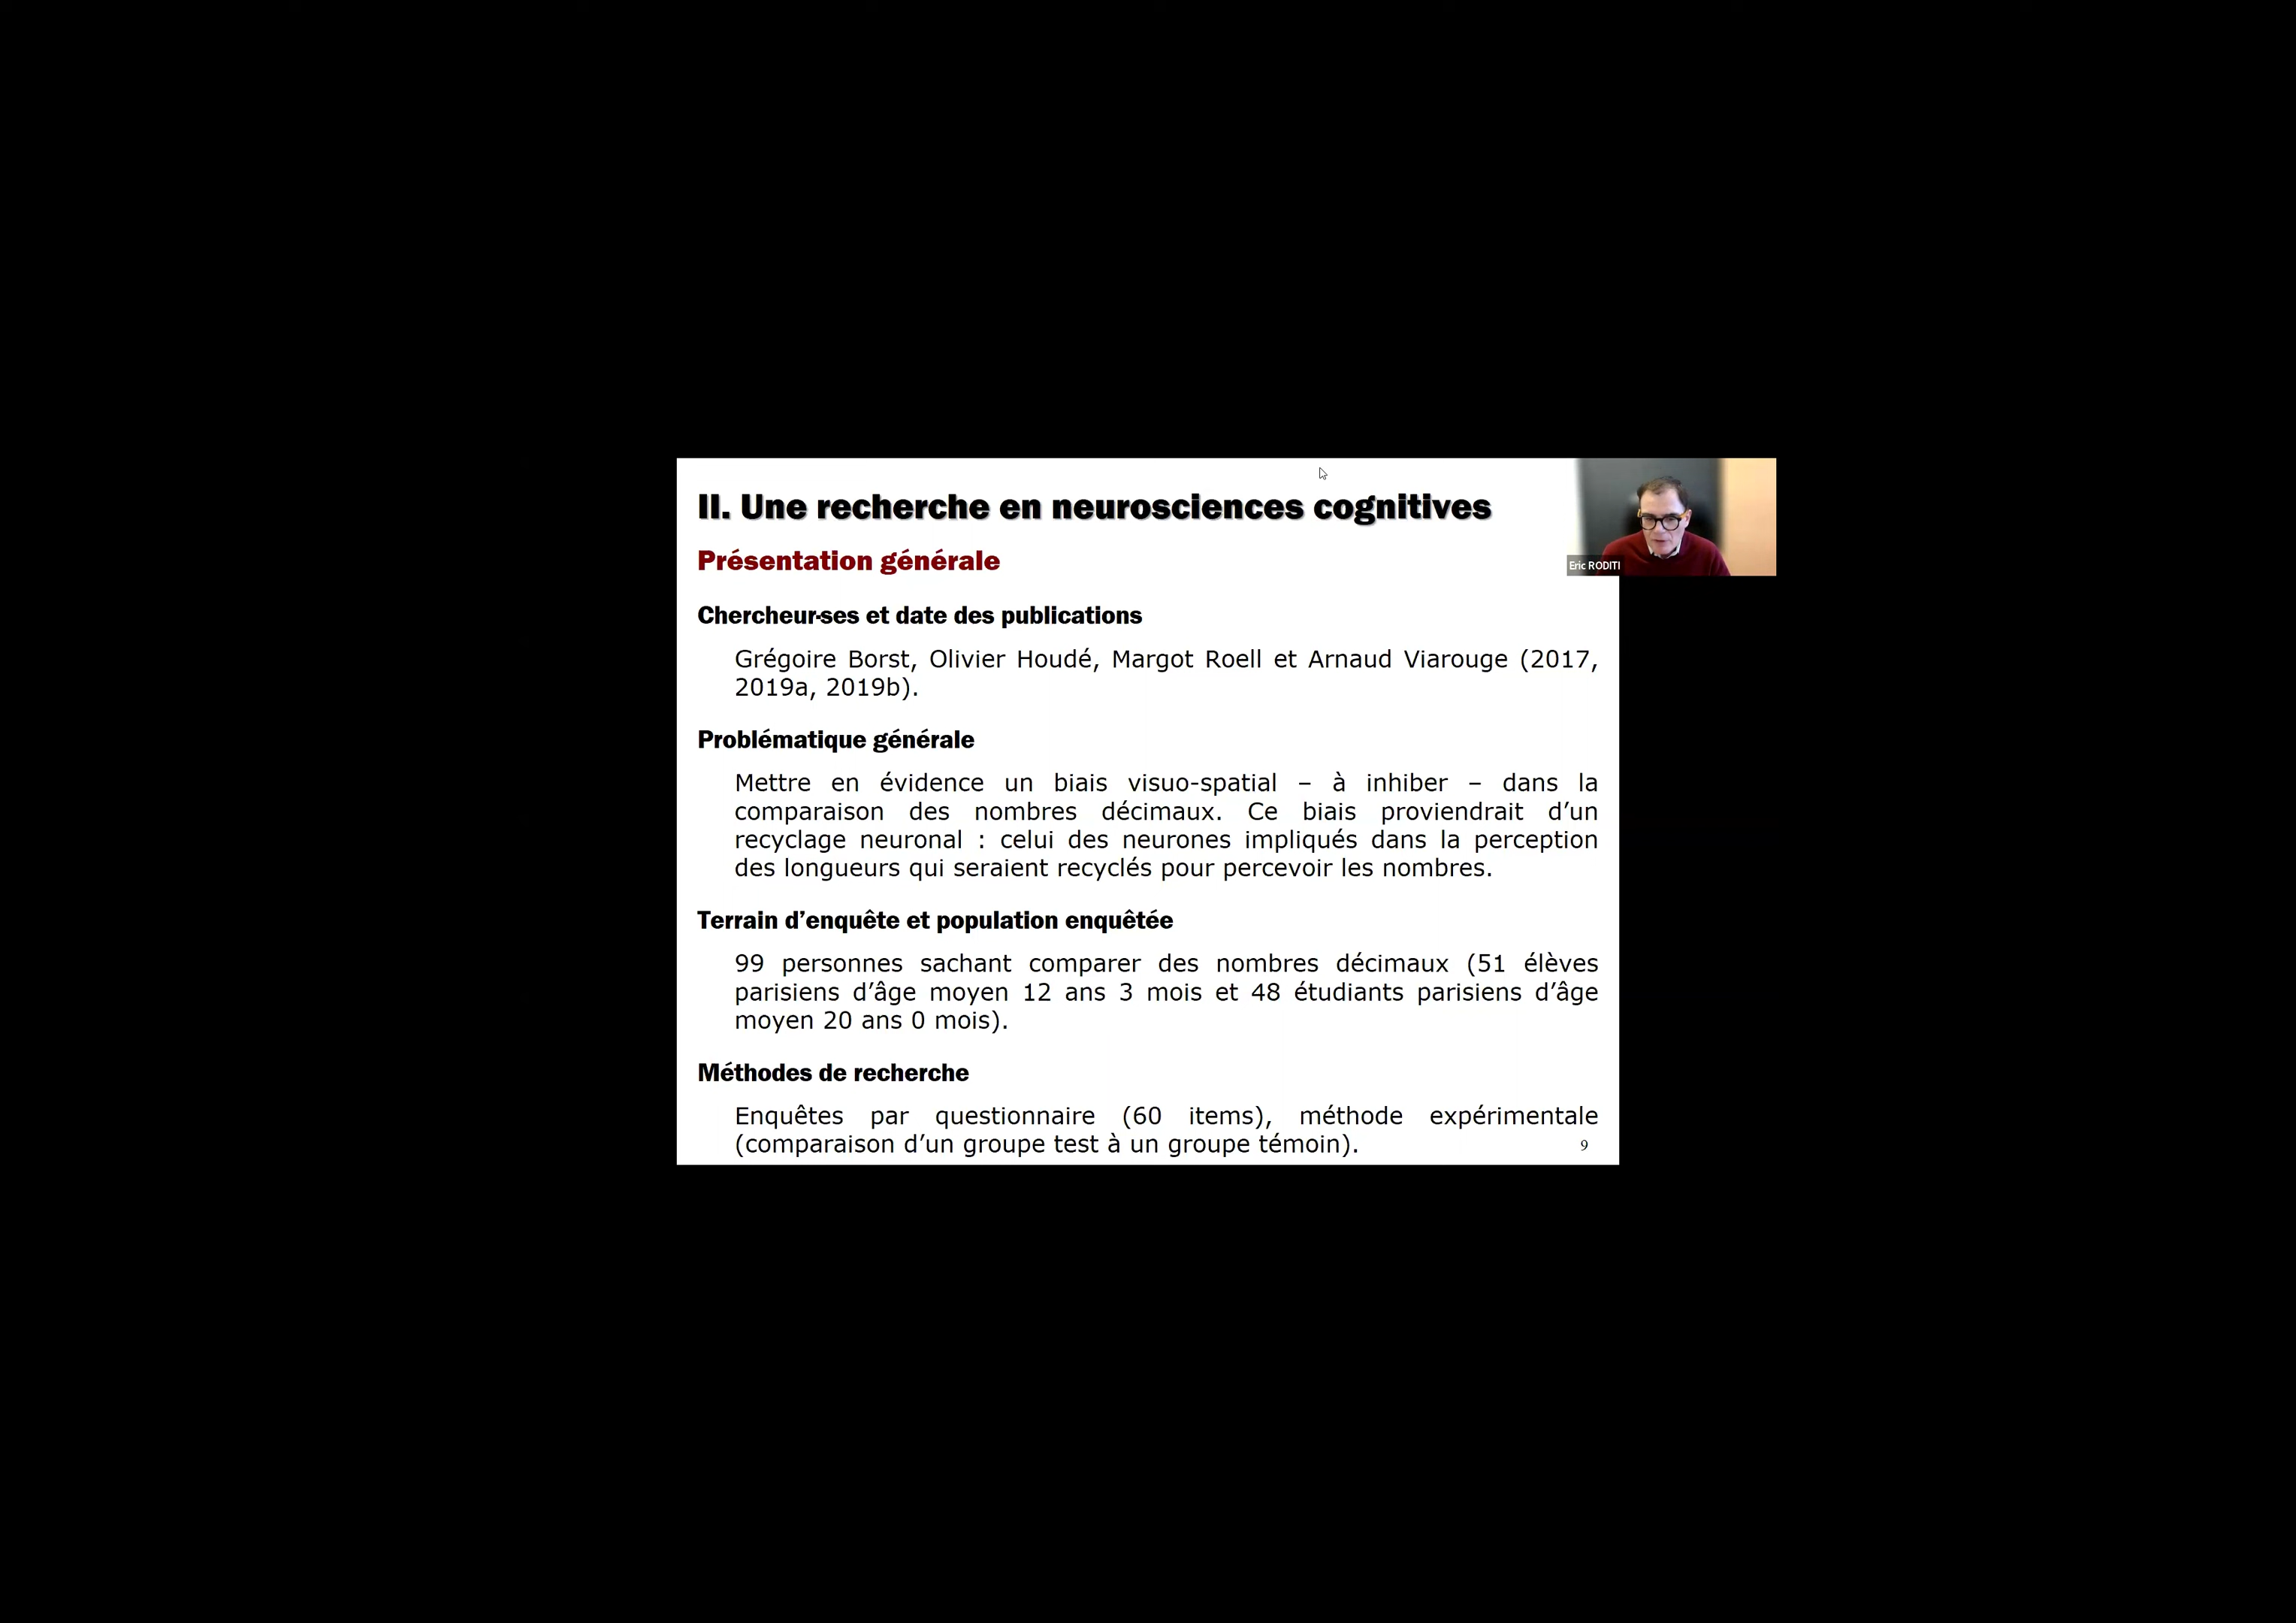 II. Une recherche en neurosciences cognitives
Eric RODITI
Présentation générale
Chercheur-ses et date des publications
Grégoire Borst, Olivier Houdé, Margot Roell et Arnaud Viarouge (2017,
2019a, 2019b).
Problématique générale
Mettre en évidence un biais visuo-spatial – à inhiber – dans la
comparaison des nombres décimaux. Ce biais proviendrait d’un
recyclage neuronal : celui des neurones impliqués dans la perception
des longueurs qui seraient recyclés pour percevoir les nombres.
Terrain d’enquête et population enquêtée
99 personnes sachant comparer des nombres décimaux (51 élèves
parisiens d’âge moyen 12 ans 3 mois et 48 étudiants parisiens d’âge
moyen 20 ans 0 mois).
Méthodes de recherche
Enquêtes par questionnaire (60 items), méthode expérimentale
(comparaison d’un groupe test à un groupe témoin).
9